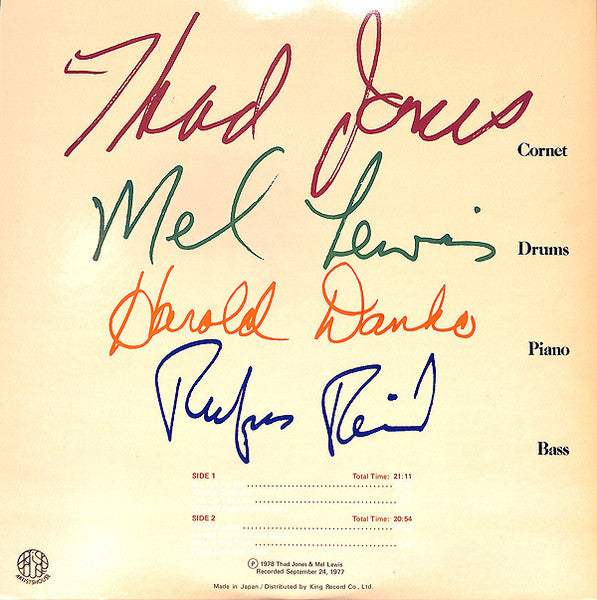 Thad Jones
Cornet
Mel Lewis
Drums
Harold Danko
Piano
Rufus Reid
Bass
SIDE 1 Total Time: 21:11
SIDE 2 Total Time: 20:54
Ⓟ 1978 Thad Jones & Mel Lewis
Recorded September 24, 1977
ARTISTS HOUSE
Made in Japan / Distributed by King Record Co., Ltd.